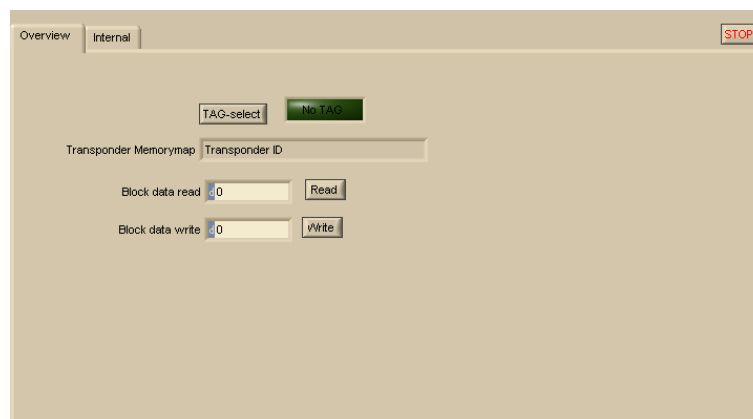 Overview Internal STOP
TAG-select No TAG
Transponder Memorymap Transponder ID
Block data read d 0 Read
Block data write d 0 Write